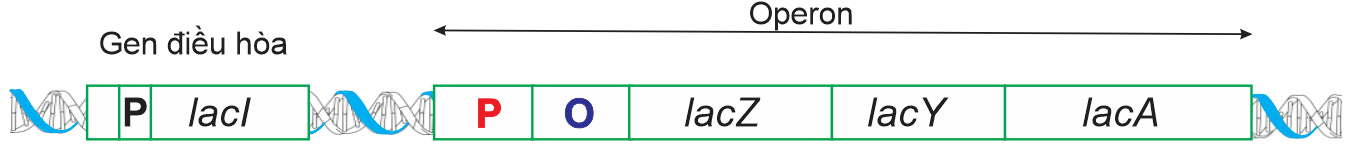 Operon
Gen điều hòa
P lacI P O lacZ lacY lacA